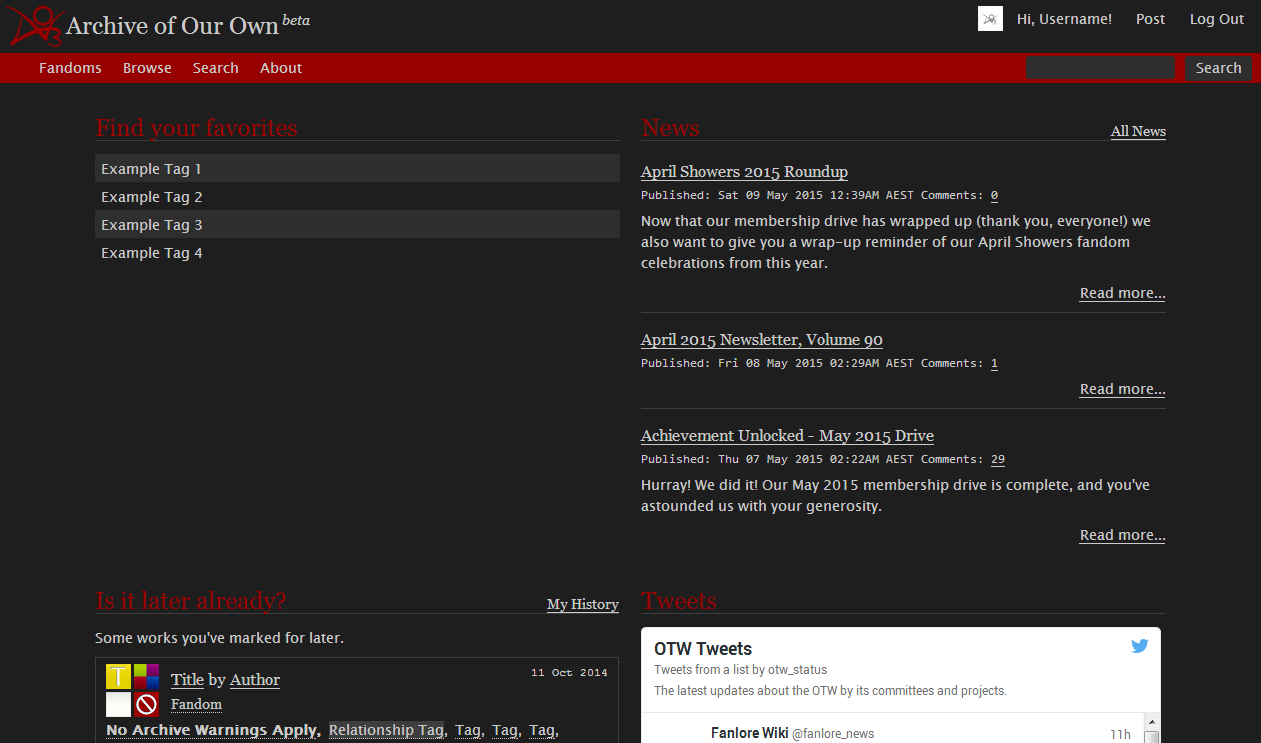 Archive of Our Own beta
Hi, Username! Post Log Out
Fandoms Browse Search About
Search
Find your favorites
Example Tag 1
Example Tag 2
Example Tag 3
Example Tag 4
News
All News
April Showers 2015 Roundup
Published: Sat 09 May 2015 12:39AM AEST Comments: 0
Now that our membership drive has wrapped up (thank you, everyone!) we
also want to give you a wrap-up reminder of our April Showers fandom
celebrations from this year.
Read more...
April 2015 Newsletter, Volume 90
Published: Fri 08 May 2015 02:29AM AEST Comments: 1
Read more...
Achievement Unlocked - May 2015 Drive
Published: Thu 07 May 2015 02:22AM AEST Comments: 29
Hurray! We did it! Our May 2015 membership drive is complete, and you've
astounded us with your generosity.
Read more...
Is it later already?
My History
Some works you've marked for later.
T
Title by Author
11 Oct 2014
Fandom
No Archive Warnings Apply, Relationship Tag, Tag, Tag, Tag,
Tweets
OTW Tweets
Tweets from a list by otw_status
The latest updates about the OTW by its committees and projects.
Fanlore Wiki @fanlore_news
11h